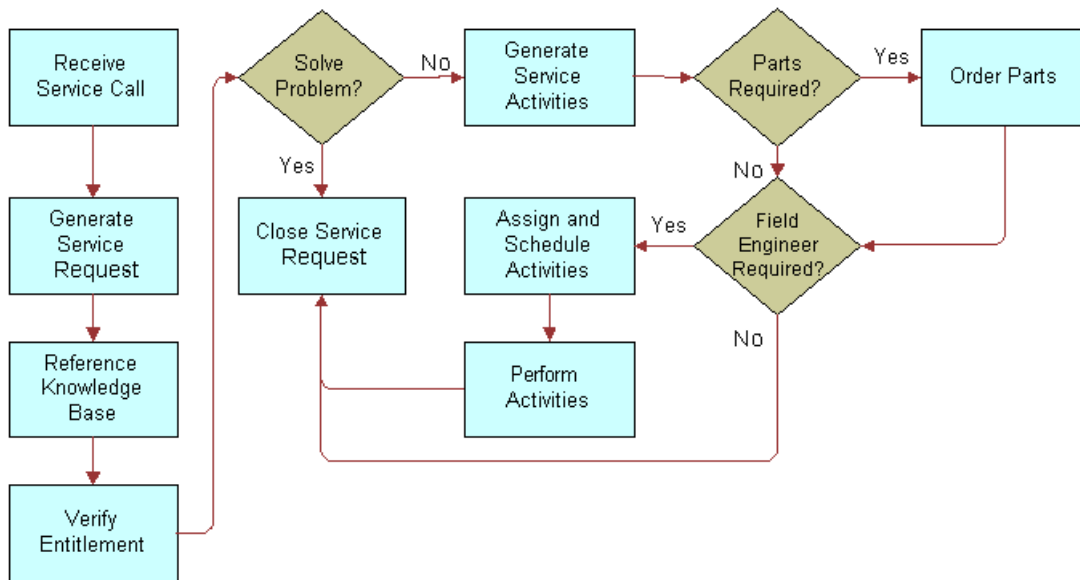 Receive
Service Call
Generate
Service
Request
Reference
Knowledge
Base
Verify
Entitlement
Solve
Problem?
No
Yes
Close Service
Request
Generate
Service
Activities
Parts
Required?
Yes
Order Parts
No
Field
Engineer
Required?
Yes
Assign and
Schedule
Activities
Perform
Activities
No